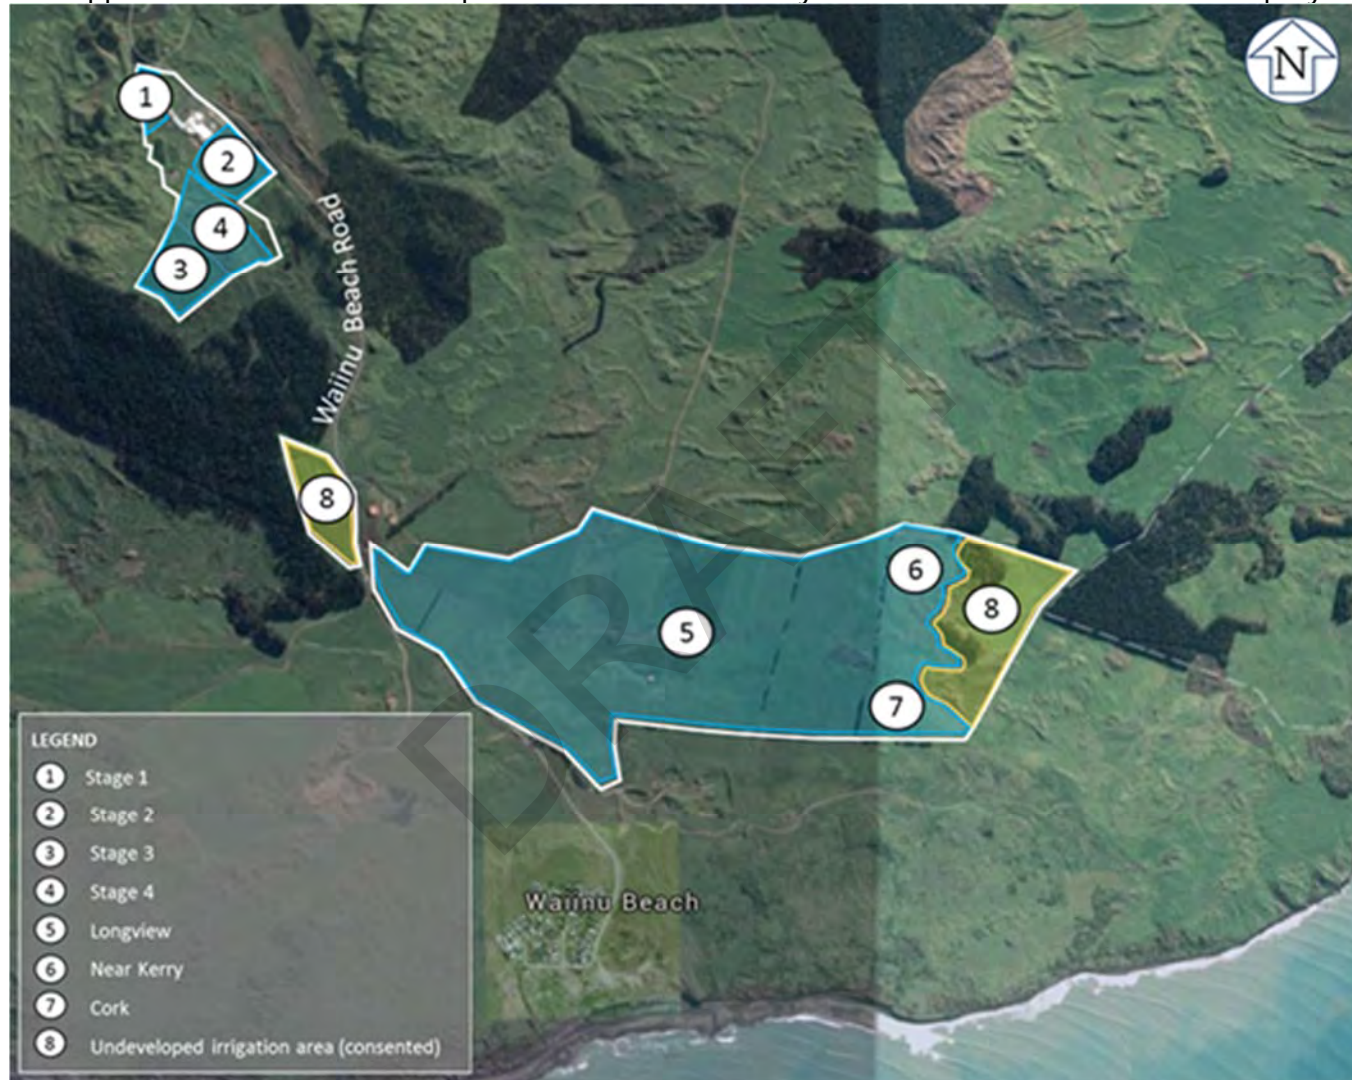 N
1
2
4
3
Waiinu Beach Road
8
6
8
5
7
DRAFT
LEGEND
1 Stage 1
2 Stage 2
3 Stage 3
4 Stage 4
5 Longview
6 Near Kerry
7 Cork
8 Undeveloped irrigation area (consented)
Waiinu Beach